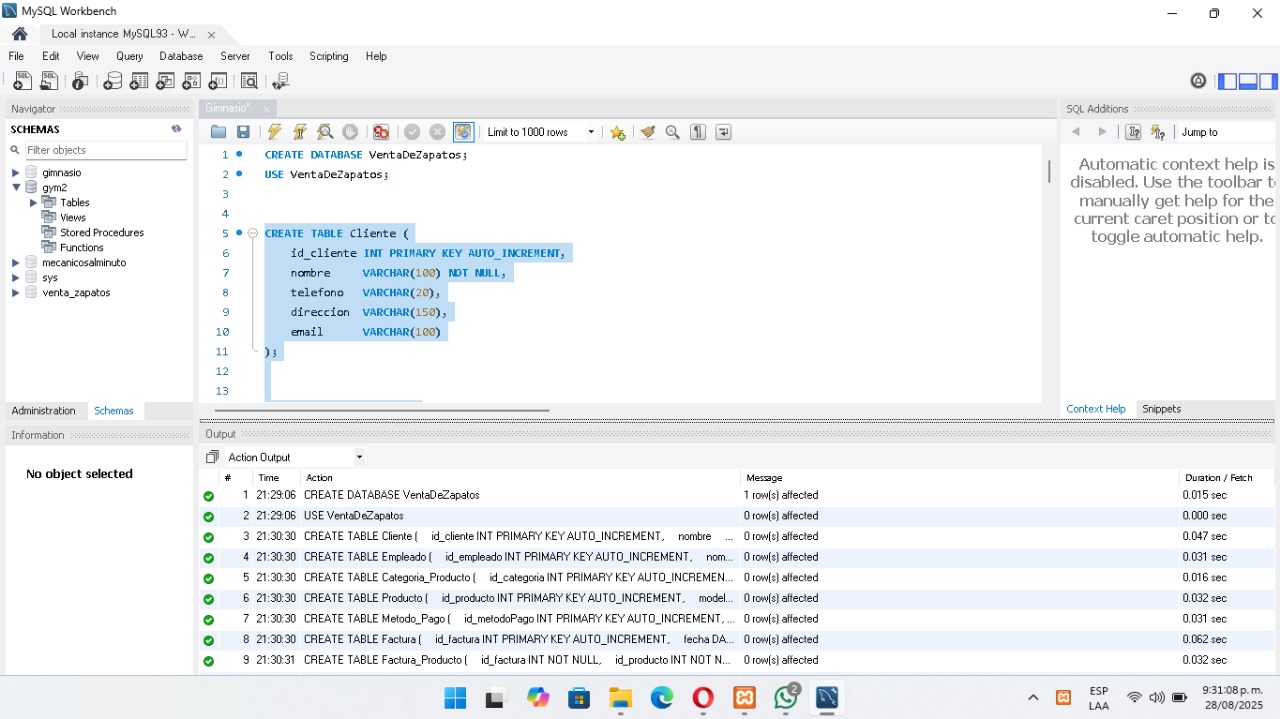 MySQL Workbench
Local instance MySQL93 - W...
File Edit View Query Database Server Tools Scripting Help
Navigator
SCHEMAS
Filter objects
gimnasio
gym2
Tables
Views
Stored Procedures
Functions
mecanicosalminuto
sys
venta_zapatos
Administration Schemas
Information
No object selected
Gimnasio*
Limit to 1000 rows
1 CREATE DATABASE VentaDeZapatos;
2 USE VentaDeZapatos;
3
4
5 CREATE TABLE Cliente (
6 id_cliente INT PRIMARY KEY AUTO_INCREMENT,
7 nombre VARCHAR(100) NOT NULL,
8 telefono VARCHAR(20),
9 direccion VARCHAR(150),
10 email VARCHAR(100)
11 );
12
13
SQL Additions
Jump to
Automatic context help is
disabled. Use the toolbar t
manually get help for the
current caret position or to
toggle automatic help.
Context Help Snippets
Output
Action Output
# Time Action Message Duration / Fetch
1 21:29:06 CREATE DATABASE VentaDeZapatos 1 row(s) affected 0.015 sec
2 21:29:06 USE VentaDeZapatos 0 row(s) affected 0.000 sec
3 21:30:30 CREATE TABLE Cliente ( id_cliente INT PRIMARY KEY AUTO_INCREMENT, nombre ... 0 row(s) affected 0.047 sec
4 21:30:30 CREATE TABLE Empleado ( id_empleado INT PRIMARY KEY AUTO_INCREMENT, nom... 0 row(s) affected 0.031 sec
5 21:30:30 CREATE TABLE Categoria_Producto ( id_categoria INT PRIMARY KEY AUTO_INCREMEN... 0 row(s) affected 0.016 sec
6 21:30:30 CREATE TABLE Producto ( id_producto INT PRIMARY KEY AUTO_INCREMENT, model... 0 row(s) affected 0.032 sec
7 21:30:30 CREATE TABLE Metodo_Pago ( id_metodoPago INT PRIMARY KEY AUTO_INCREMENT, ... 0 row(s) affected 0.031 sec
8 21:30:30 CREATE TABLE Factura ( id_factura INT PRIMARY KEY AUTO_INCREMENT, fecha DA... 0 row(s) affected 0.062 sec
9 21:30:31 CREATE TABLE Factura_Producto ( id_factura INT NOT NULL, id_producto INT NOT N... 0 row(s) affected 0.032 sec
2
ESP
LAA
9:31:08 p.m.
28/08/2025